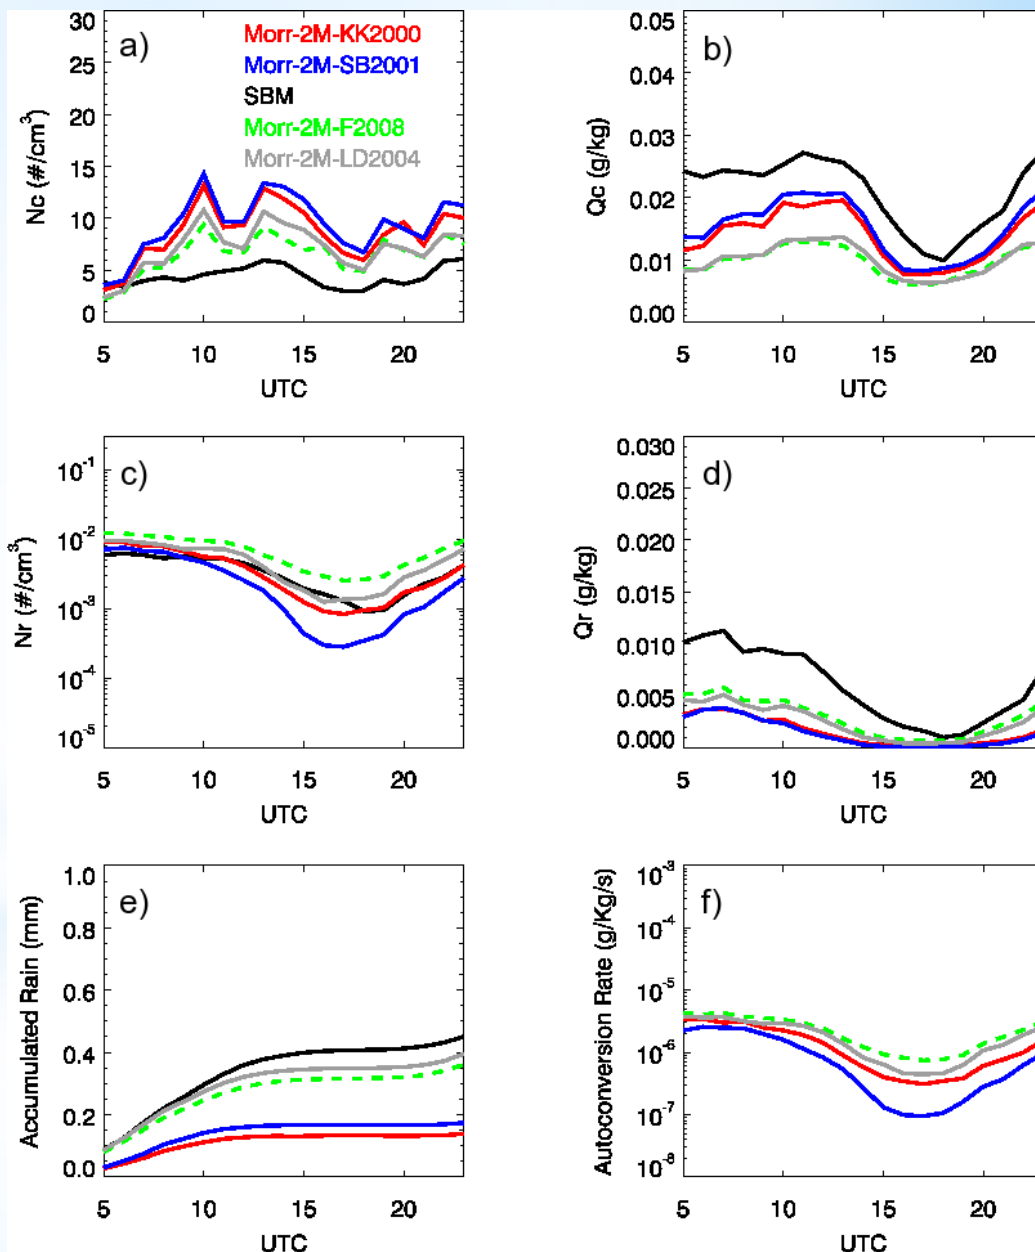 a)
30
25
20
15
10
5
0
Nc (#/cm³)
Morr-2M-KK2000
Morr-2M-SB2001
SBM
Morr-2M-F2008
Morr-2M-LD2004
5 10 15 20
UTC
b)
0.05
0.04
0.03
0.02
0.01
0.00
Qc (g/kg)
5 10 15 20
UTC
c)
10⁻¹
10⁻²
10⁻³
10⁻⁴
10⁻⁵
Nr (#/cm³)
5 10 15 20
UTC
d)
0.030
0.025
0.020
0.015
0.010
0.005
0.000
Qr (g/kg)
5 10 15 20
UTC
e)
1.0
0.8
0.6
0.4
0.2
0.0
Accumulated Rain (mm)
5 10 15 20
UTC
f)
10⁻³
10⁻⁴
10⁻⁵
10⁻⁶
10⁻⁷
10⁻⁸
Autoconversion Rate (g/Kg/s)
5 10 15 20
UTC